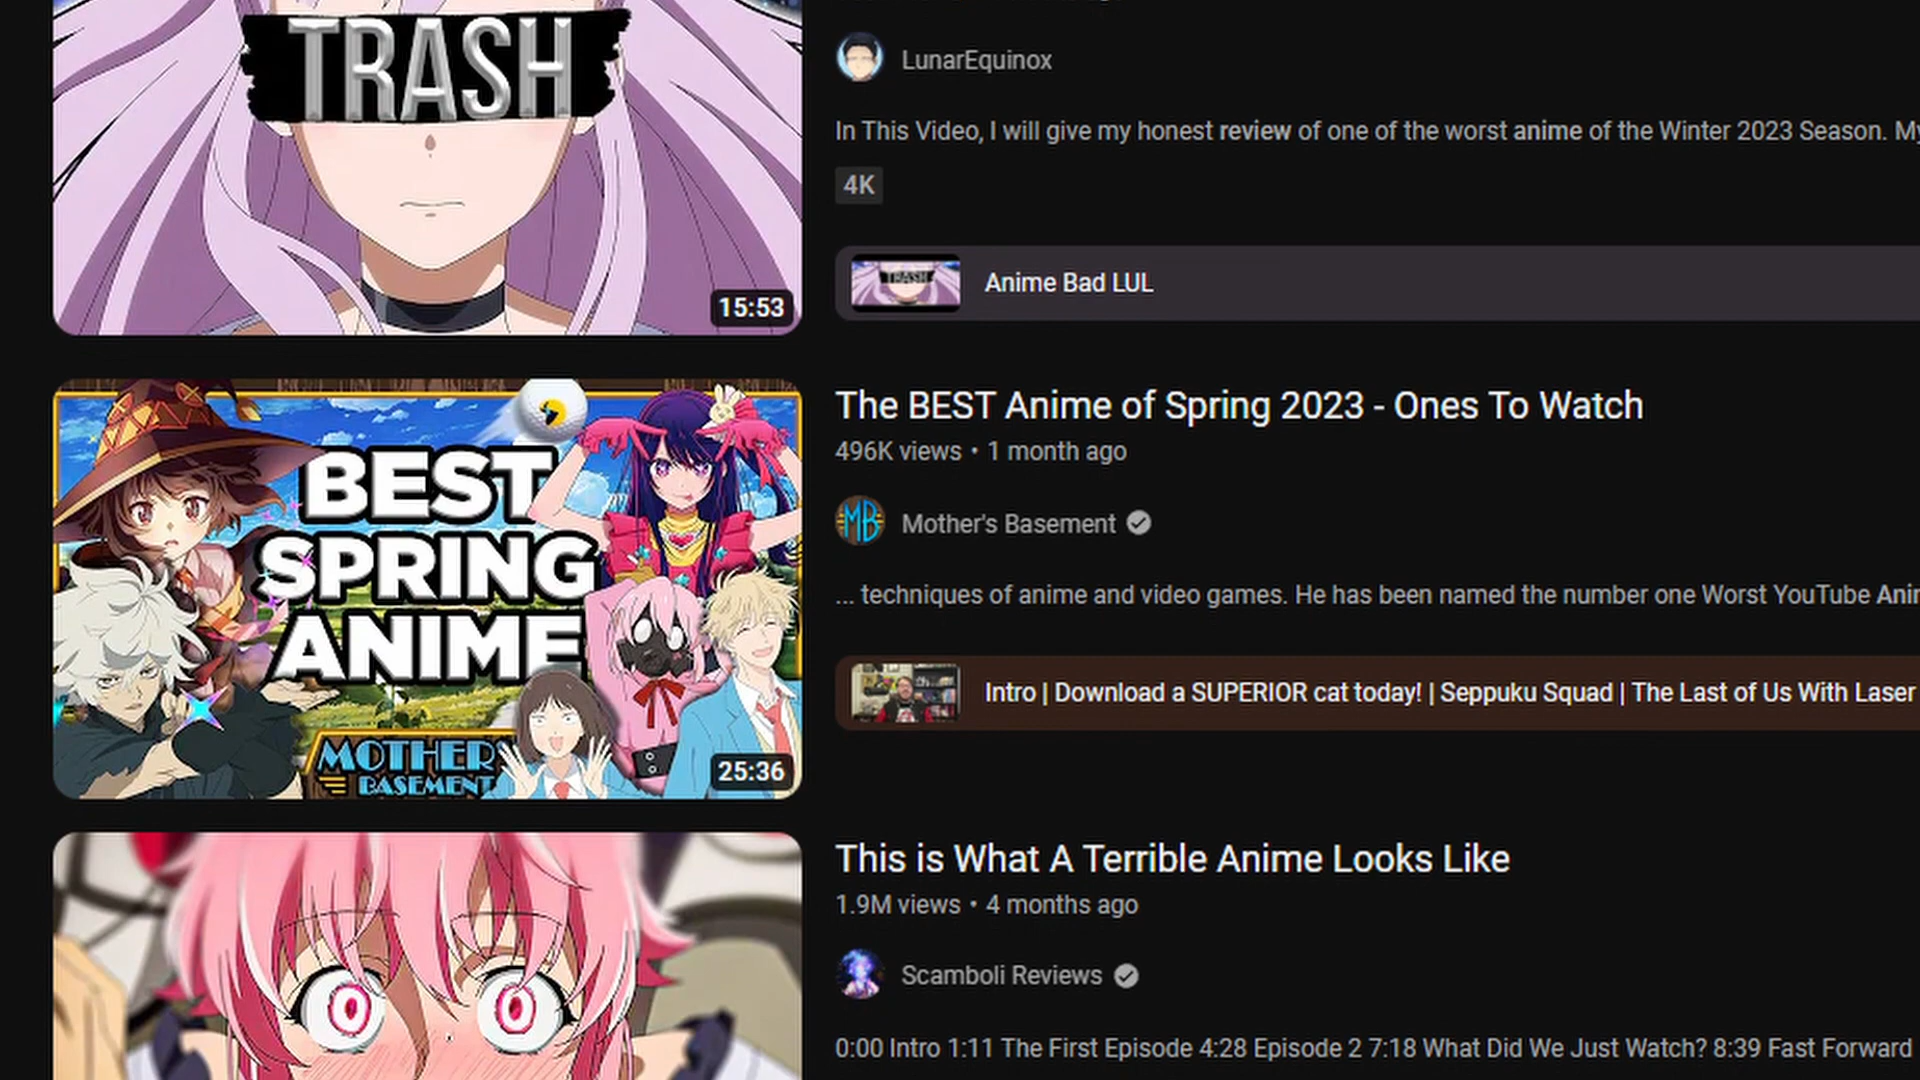 TRASH
15:53
LunarEquinox
In This Video, I will give my honest review of one of the worst anime of the Winter 2023 Season. My
4K
TRASH
Anime Bad LUL
BEST
SPRING
ANIME
MOTHER'S
BASEMENT
25:36
The BEST Anime of Spring 2023 - Ones To Watch
496K views • 1 month ago
MB
Mother's Basement
... techniques of anime and video games. He has been named the number one Worst YouTube Anim
Intro | Download a SUPERIOR cat today! | Seppuku Squad | The Last of Us With Laser
This is What A Terrible Anime Looks Like
1.9M views • 4 months ago
Scamboli Reviews
0:00 Intro 1:11 The First Episode 4:28 Episode 2 7:18 What Did We Just Watch? 8:39 Fast Forward